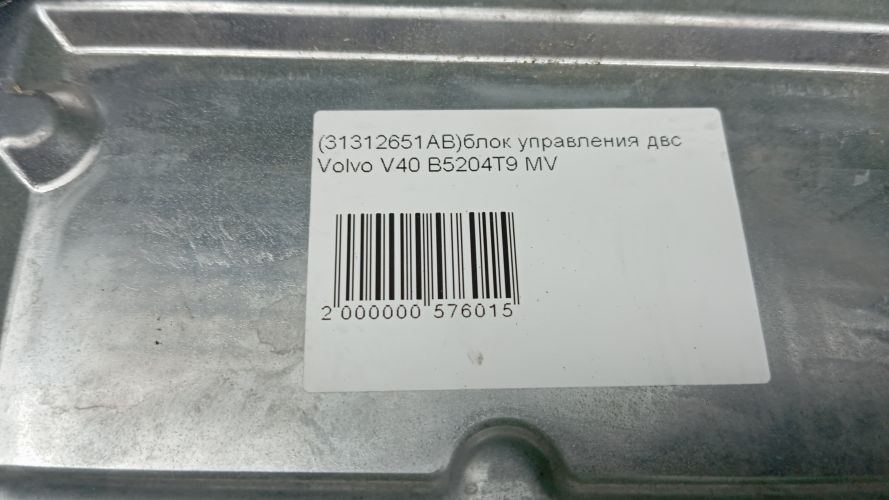 (31312651AB)блок управления двс
Volvo V40 B5204T9 MV
2 000000 576015